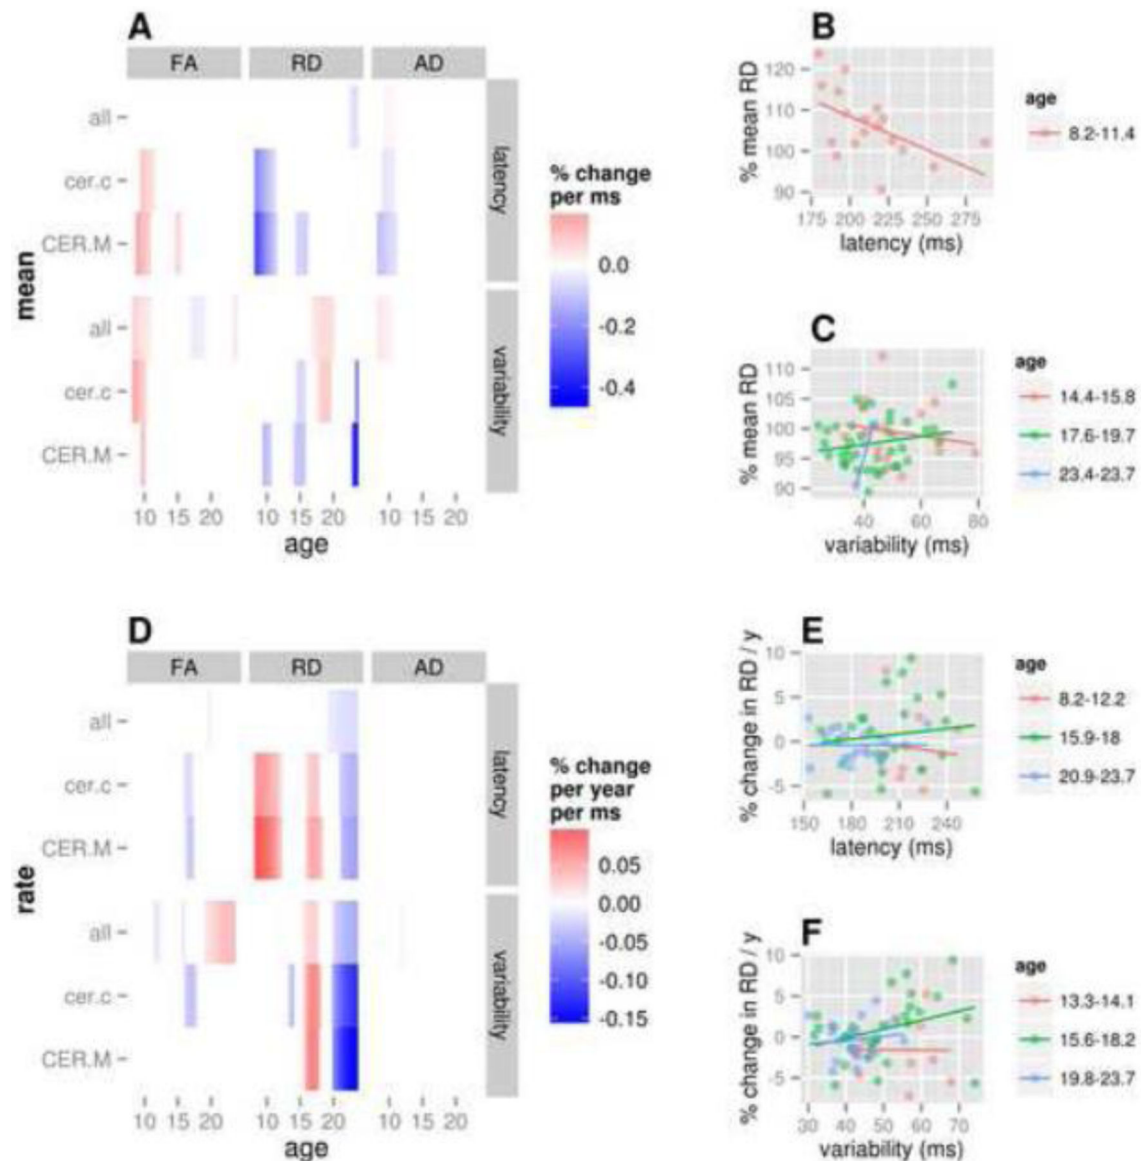 A
FA RD AD
all
cer.c
CER.M
latency
all
cer.c
CER.M
variability
mean
10 15 20 10 15 20 10 15 20
age
% change
per ms
0.0
-0.2
-0.4
B
% mean RD
120
110
100
90
175 200 225 250 275
latency (ms)
age
8.2-11.4
C
% mean RD
110
105
100
95
90
40 60 80
variability (ms)
age
14.4-15.8
17.6-19.7
23.4-23.7
D
FA RD AD
all
cer.c
CER.M
latency
all
cer.c
CER.M
variability
rate
10 15 20 10 15 20 10 15 20
age
% change
per year
per ms
0.05
0.00
-0.05
-0.10
-0.15
E
% change in RD / y
10
5
0
-5
150 180 210 240
latency (ms)
age
8.2-12.2
15.9-18
20.9-23.7
F
% change in RD / y
10
5
0
-5
30 40 50 60 70
variability (ms)
age
13.3-14.1
15.6-18.2
19.8-23.7